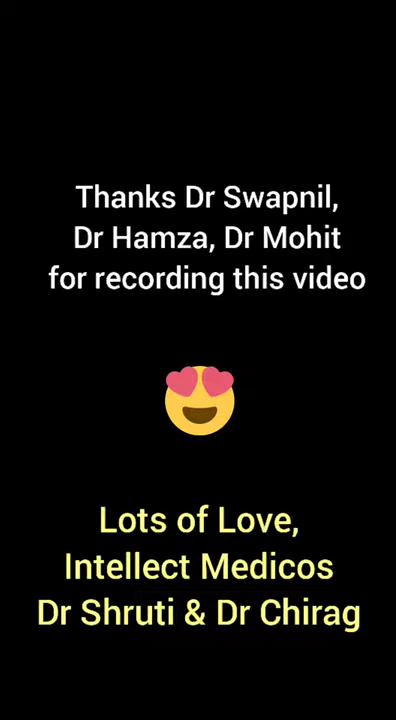 Thanks Dr Swapnil,
Dr Hamza, Dr Mohit
for recording this video
Lots of Love,
Intellect Medicos
Dr Shruti & Dr Chirag